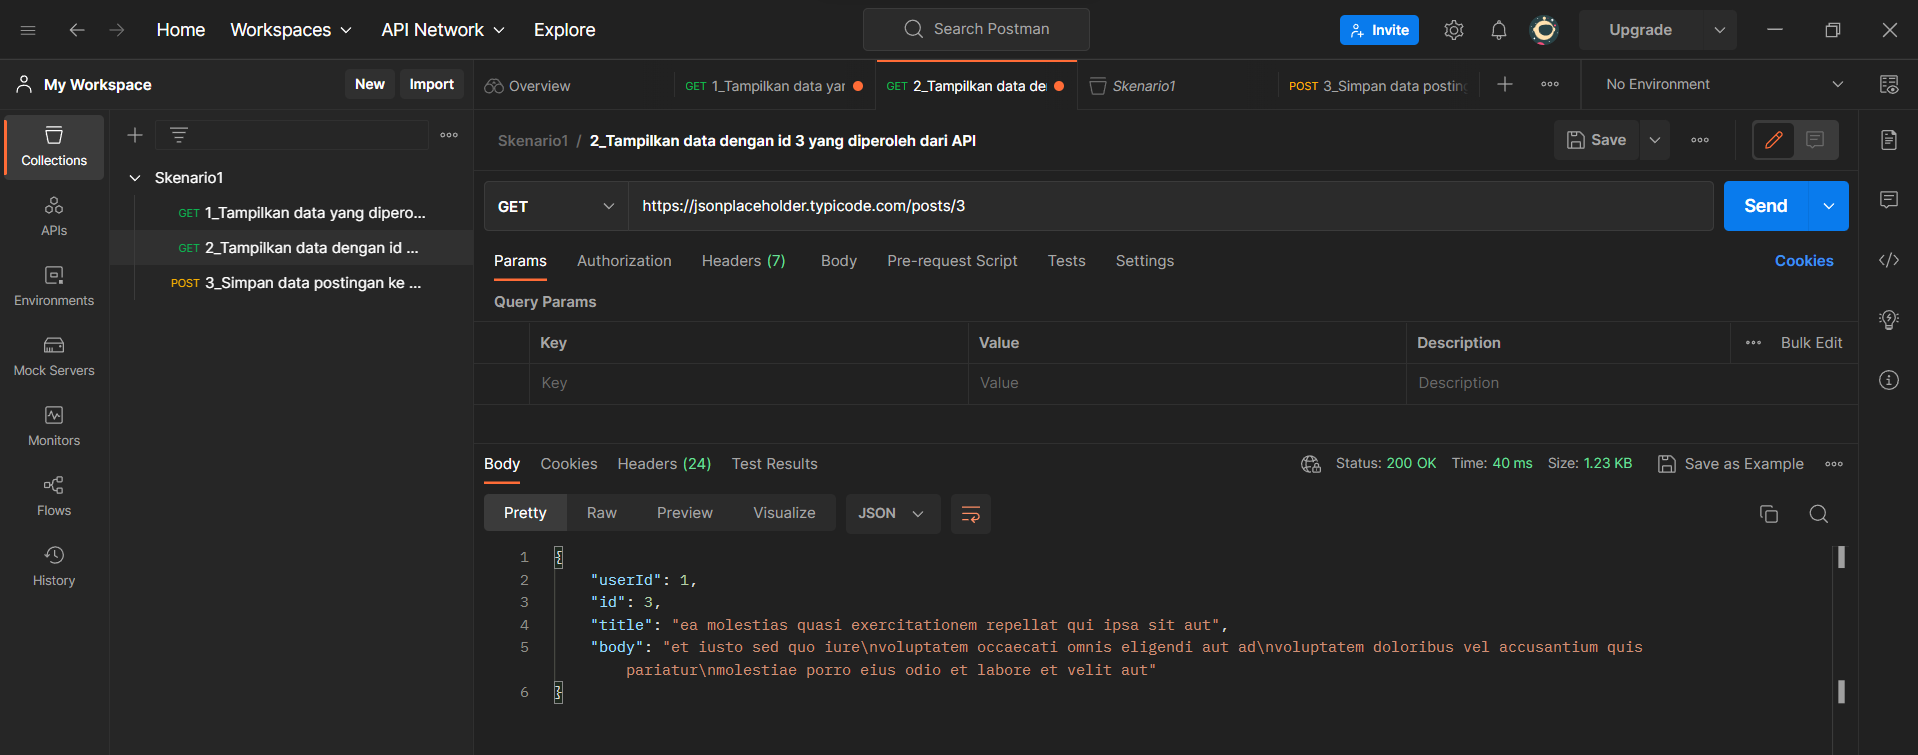 Home Workspaces API Network Explore Search Postman Invite Upgrade
My Workspace New Import Overview GET 1_Tampilkan data yar GET 2_Tampilkan data de Skenario1 POST 3_Simpan data posting No Environment
Collections
APIs
Environments
Mock Servers
Monitors
Flows
History
Skenario1
GET 1_Tampilkan data yang dipero...
GET 2_Tampilkan data dengan id ...
POST 3_Simpan data postingan ke ...
Skenario1 / 2_Tampilkan data dengan id 3 yang diperoleh dari API Save
GET https://jsonplaceholder.typicode.com/posts/3 Send
Params Authorization Headers (7) Body Pre-request Script Tests Settings Cookies
Query Params
Key Value Description Bulk Edit
Key Value Description
Body Cookies Headers (24) Test Results Status: 200 OK Time: 40 ms Size: 1.23 KB Save as Example
Pretty Raw Preview Visualize JSON
1 {
2 "userId": 1,
3 "id": 3,
4 "title": "ea molestias quasi exercitationem repellat qui ipsa sit aut",
5 "body": "et iusto sed quo iure\nvoluptatem occaecati omnis eligendi aut ad\nvoluptatem doloribus vel accusantium quis
pariatur\nmolestiae porro eius odio et labore et velit aut"
6 }